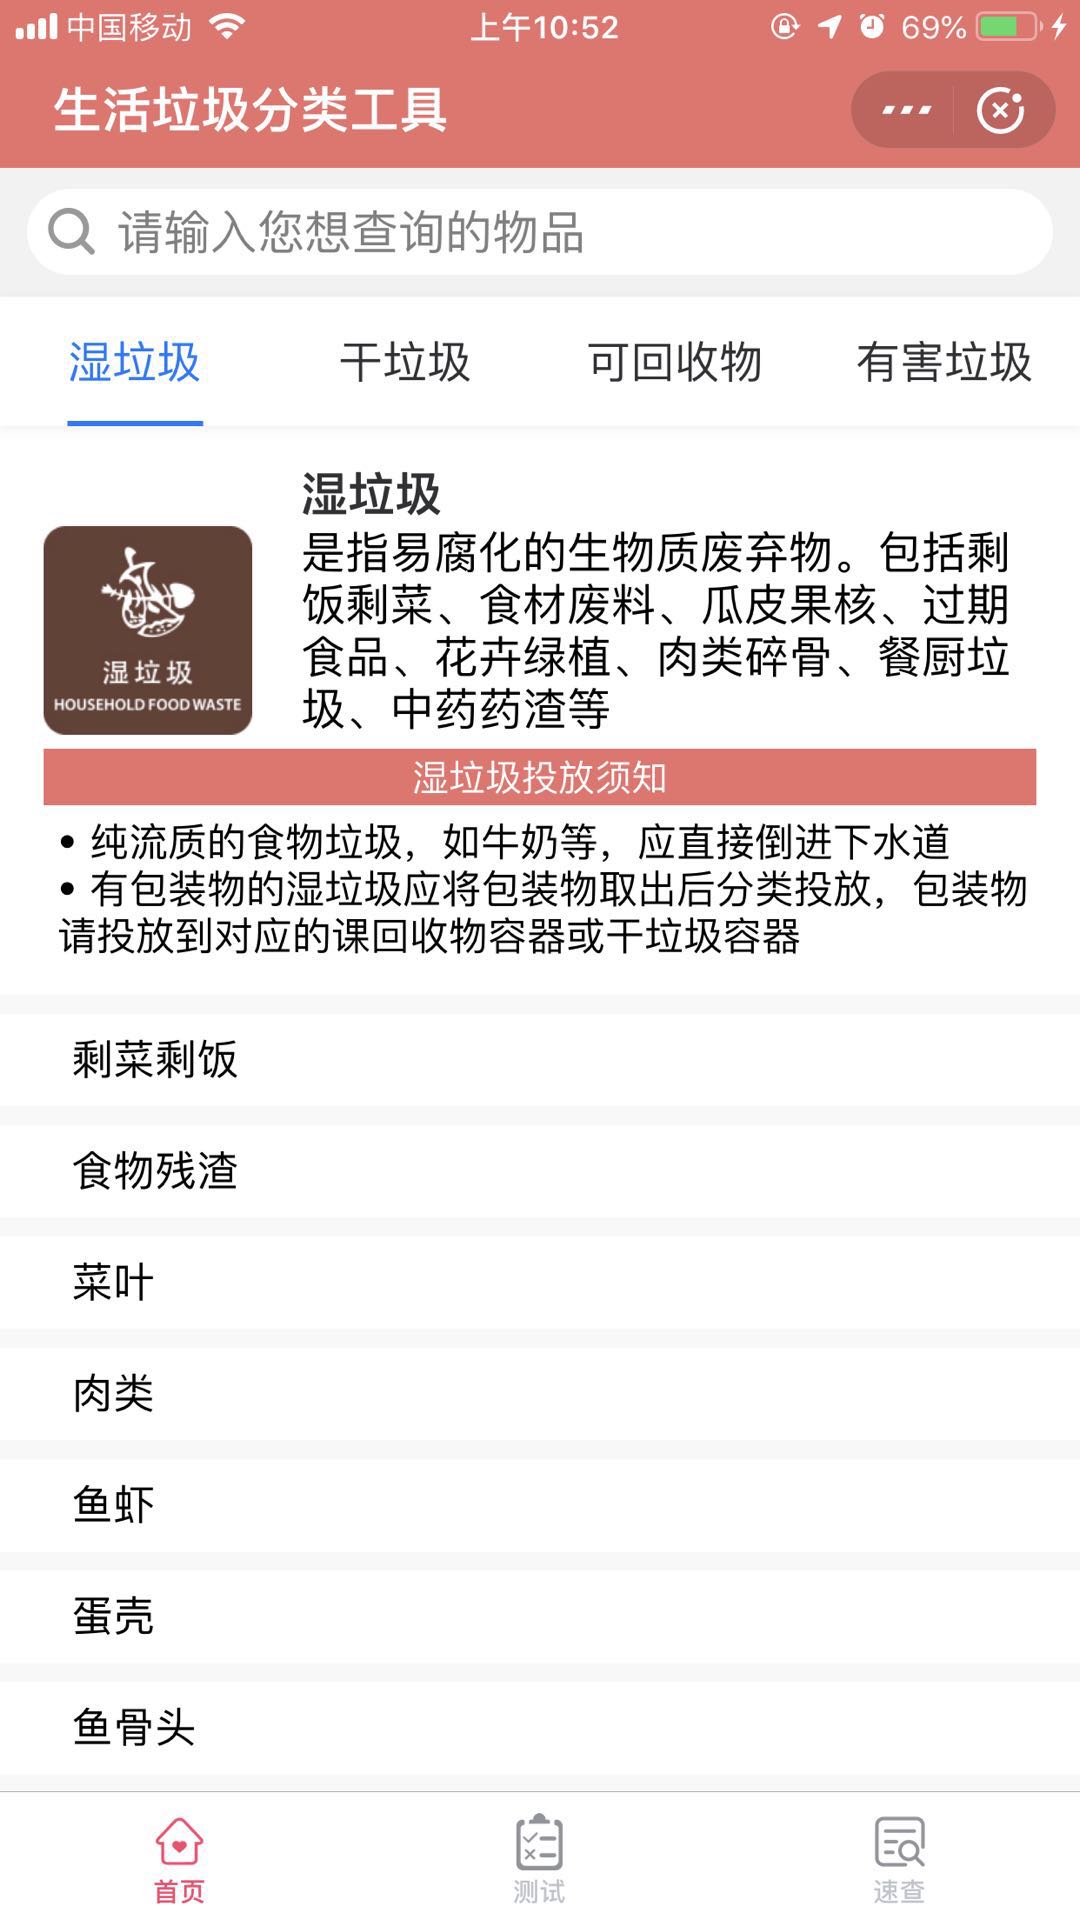 中国移动
上午10:52
69%
生活垃圾分类工具
请输入您想查询的物品
湿垃圾
干垃圾
可回收物
有害垃圾
湿垃圾
是指易腐化的生物质废弃物。包括剩
饭剩菜、食材废料、瓜皮果核、过期
食品、花卉绿植、肉类碎骨、餐厨垃
圾、中药药渣等
湿垃圾
HOUSEHOLD FOOD WASTE
湿垃圾投放须知
• 纯流质的食物垃圾，如牛奶等，应直接倒进下水道
• 有包装物的湿垃圾应将包装物取出后分类投放，包装物
请投放到对应的课回收物容器或干垃圾容器
剩菜剩饭
食物残渣
菜叶
肉类
鱼虾
蛋壳
鱼骨头
首页
测试
速查